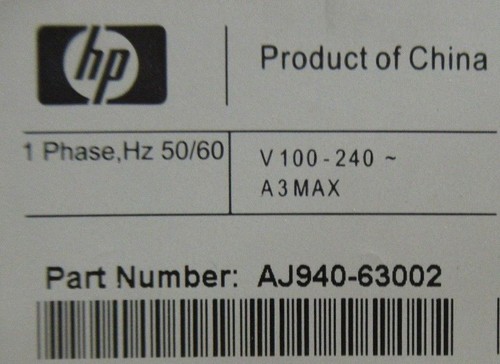 hp
Product of China
1 Phase,Hz 50/60
V 100-240 ~
A 3 MAX
Part Number: AJ940-63002